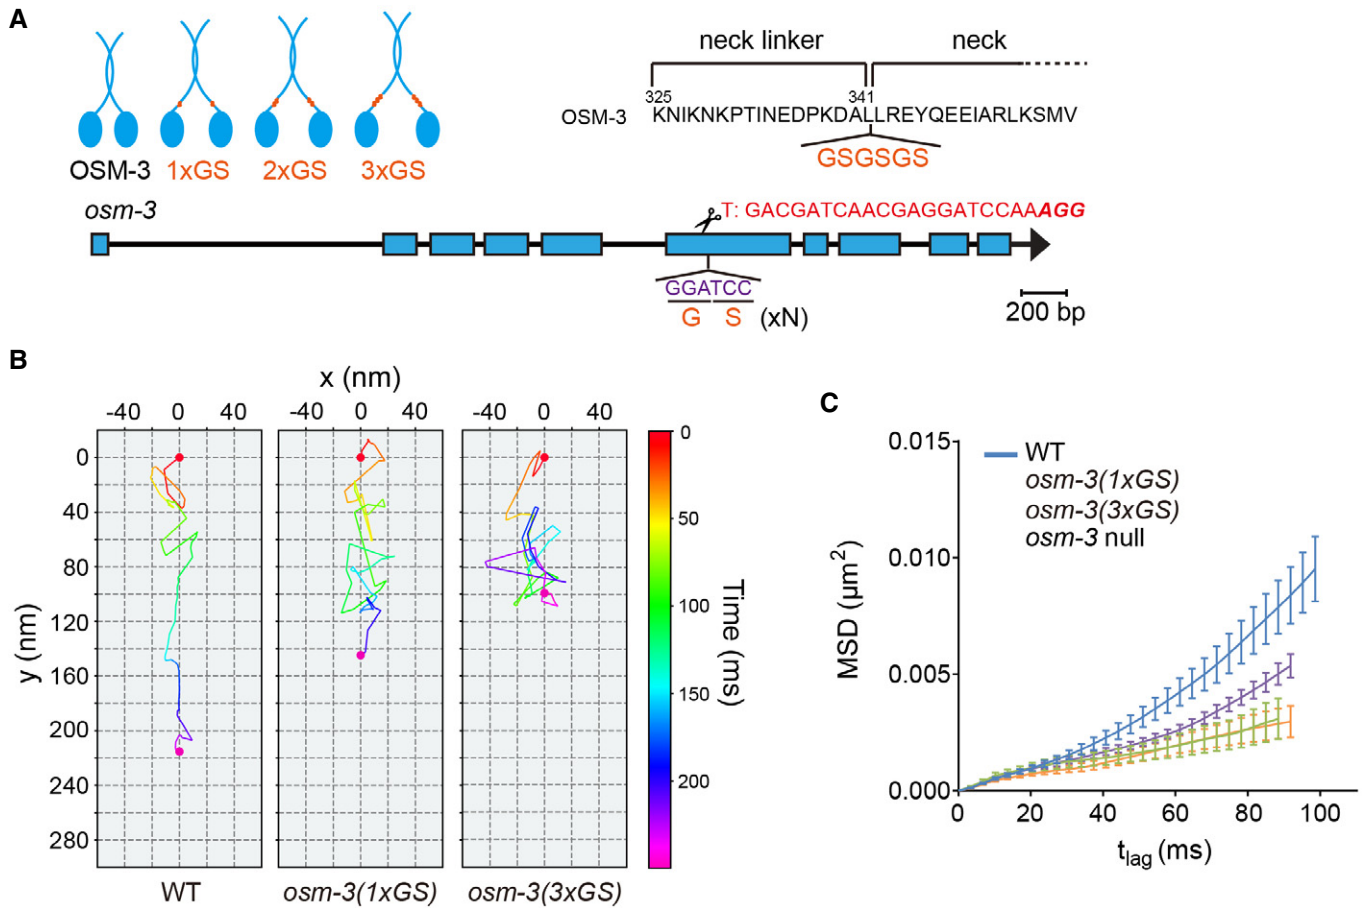 A
OSM-3 1xGS 2xGS 3xGS
neck linker neck
325 341
OSM-3 KNIKNKPTINEDPKDALLREYQEEIARLKSMV
GSGSGS
osm-3
T: GACGATCAACGAGGATCCAAAGG
GGATCC
G S (xN)
200 bp
B
x (nm)
-40 0 40 -40 0 40 -40 0 40
y (nm)
0
40
80
120
160
200
240
280
WT osm-3(1xGS) osm-3(3xGS)
0
50
100
150
200
Time (ms)
C
WT
osm-3(1xGS)
osm-3(3xGS)
osm-3 null
MSD (μm²)
0.015
0.010
0.005
0.000
0 20 40 60 80 100
tlag (ms)